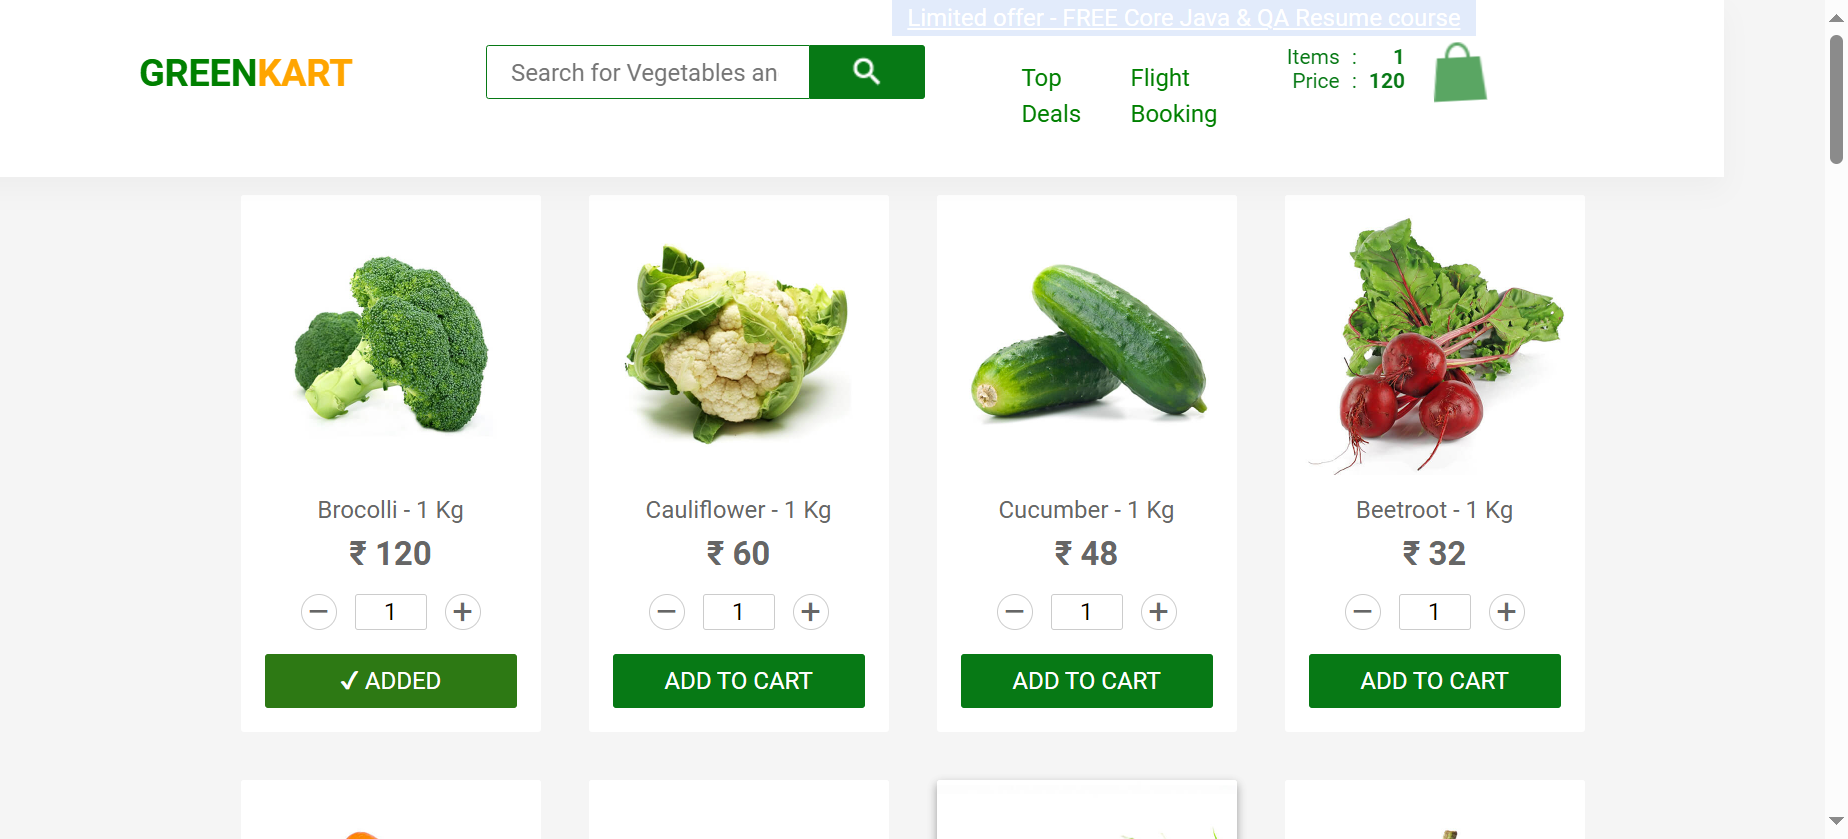 Limited offer - FREE Core Java & QA Resume course
GREENKART
Search for Vegetables an
Top Deals
Flight Booking
Items : 1
Price : 120
Brocolli - 1 Kg
₹ 120
− 1 +
✓ ADDED
Cauliflower - 1 Kg
₹ 60
− 1 +
ADD TO CART
Cucumber - 1 Kg
₹ 48
− 1 +
ADD TO CART
Beetroot - 1 Kg
₹ 32
− 1 +
ADD TO CART